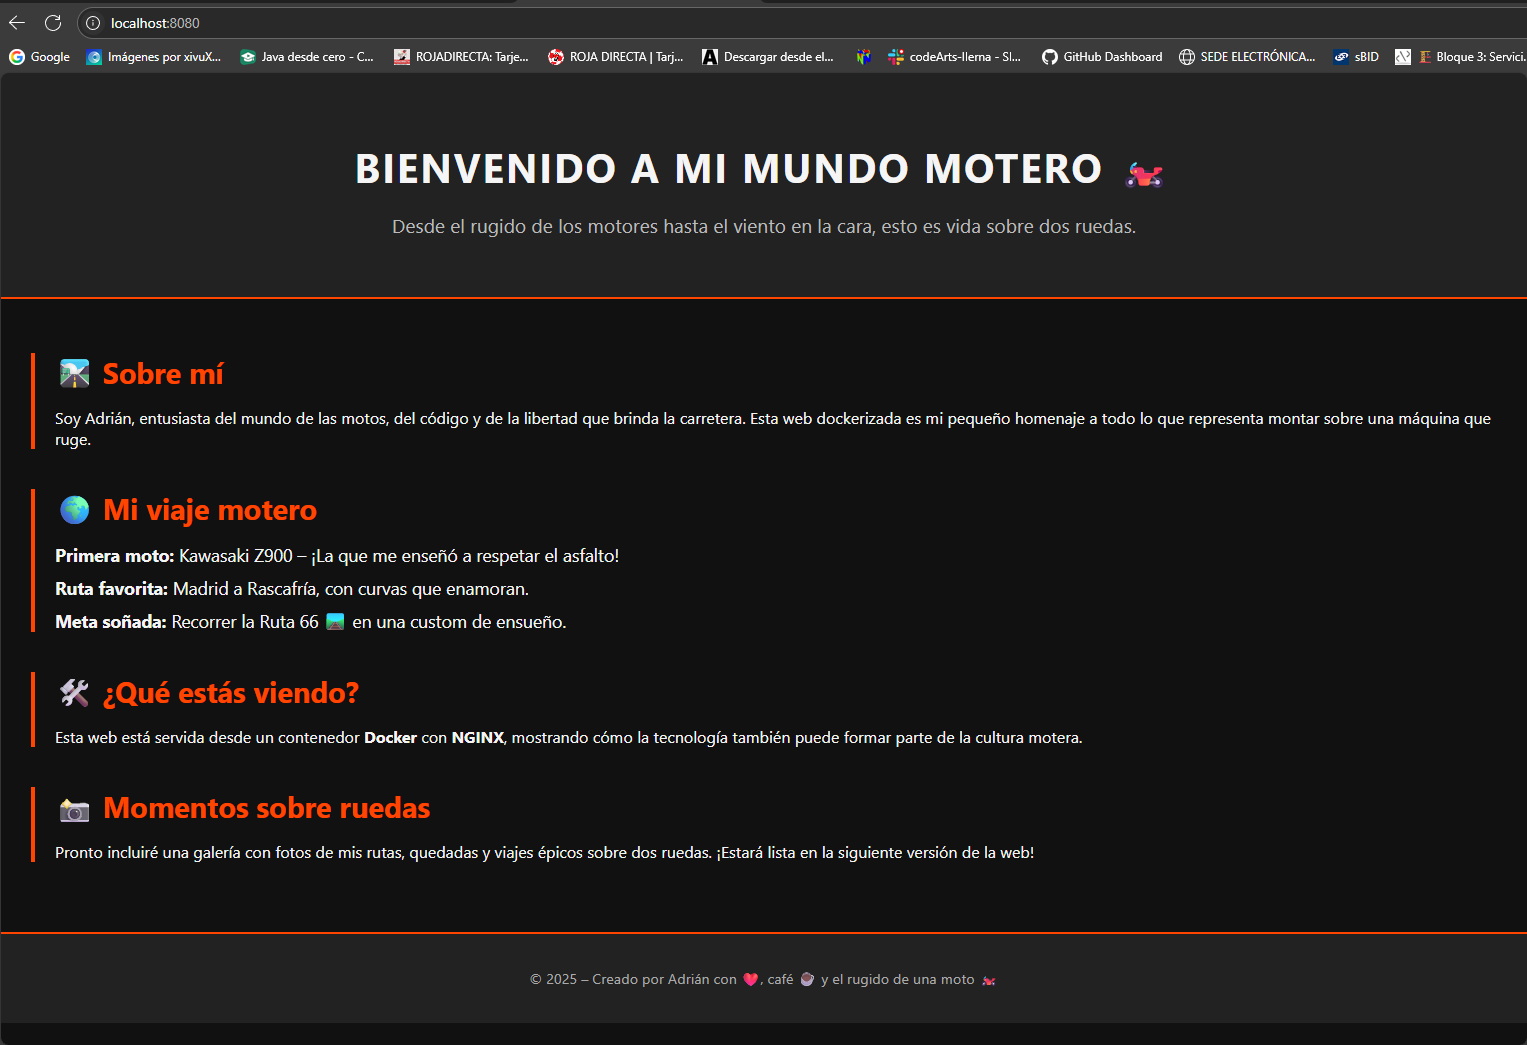 localhost:8080
Google Imágenes por xivuX... Java desde cero - C... ROJADIRECTA: Tarje... ROJA DIRECTA | Tarj... Descargar desde el... codeArts-Ilerna - Sl... GitHub Dashboard SEDE ELECTRÓNICA... sBID Bloque 3: Servici...
BIENVENIDO A MI MUNDO MOTERO
Desde el rugido de los motores hasta el viento en la cara, esto es vida sobre dos ruedas.
Sobre mí
Soy Adrián, entusiasta del mundo de las motos, del código y de la libertad que brinda la carretera. Esta web dockerizada es mi pequeño homenaje a todo lo que representa montar sobre una máquina que
ruge.
Mi viaje motero
Primera moto: Kawasaki Z900 – ¡La que me enseñó a respetar el asfalto!
Ruta favorita: Madrid a Rascafría, con curvas que enamoran.
Meta soñada: Recorrer la Ruta 66 en una custom de ensueño.
¿Qué estás viendo?
Esta web está servida desde un contenedor Docker con NGINX, mostrando cómo la tecnología también puede formar parte de la cultura motera.
Momentos sobre ruedas
Pronto incluiré una galería con fotos de mis rutas, quedadas y viajes épicos sobre dos ruedas. ¡Estará lista en la siguiente versión de la web!
© 2025 – Creado por Adrián con , café y el rugido de una moto